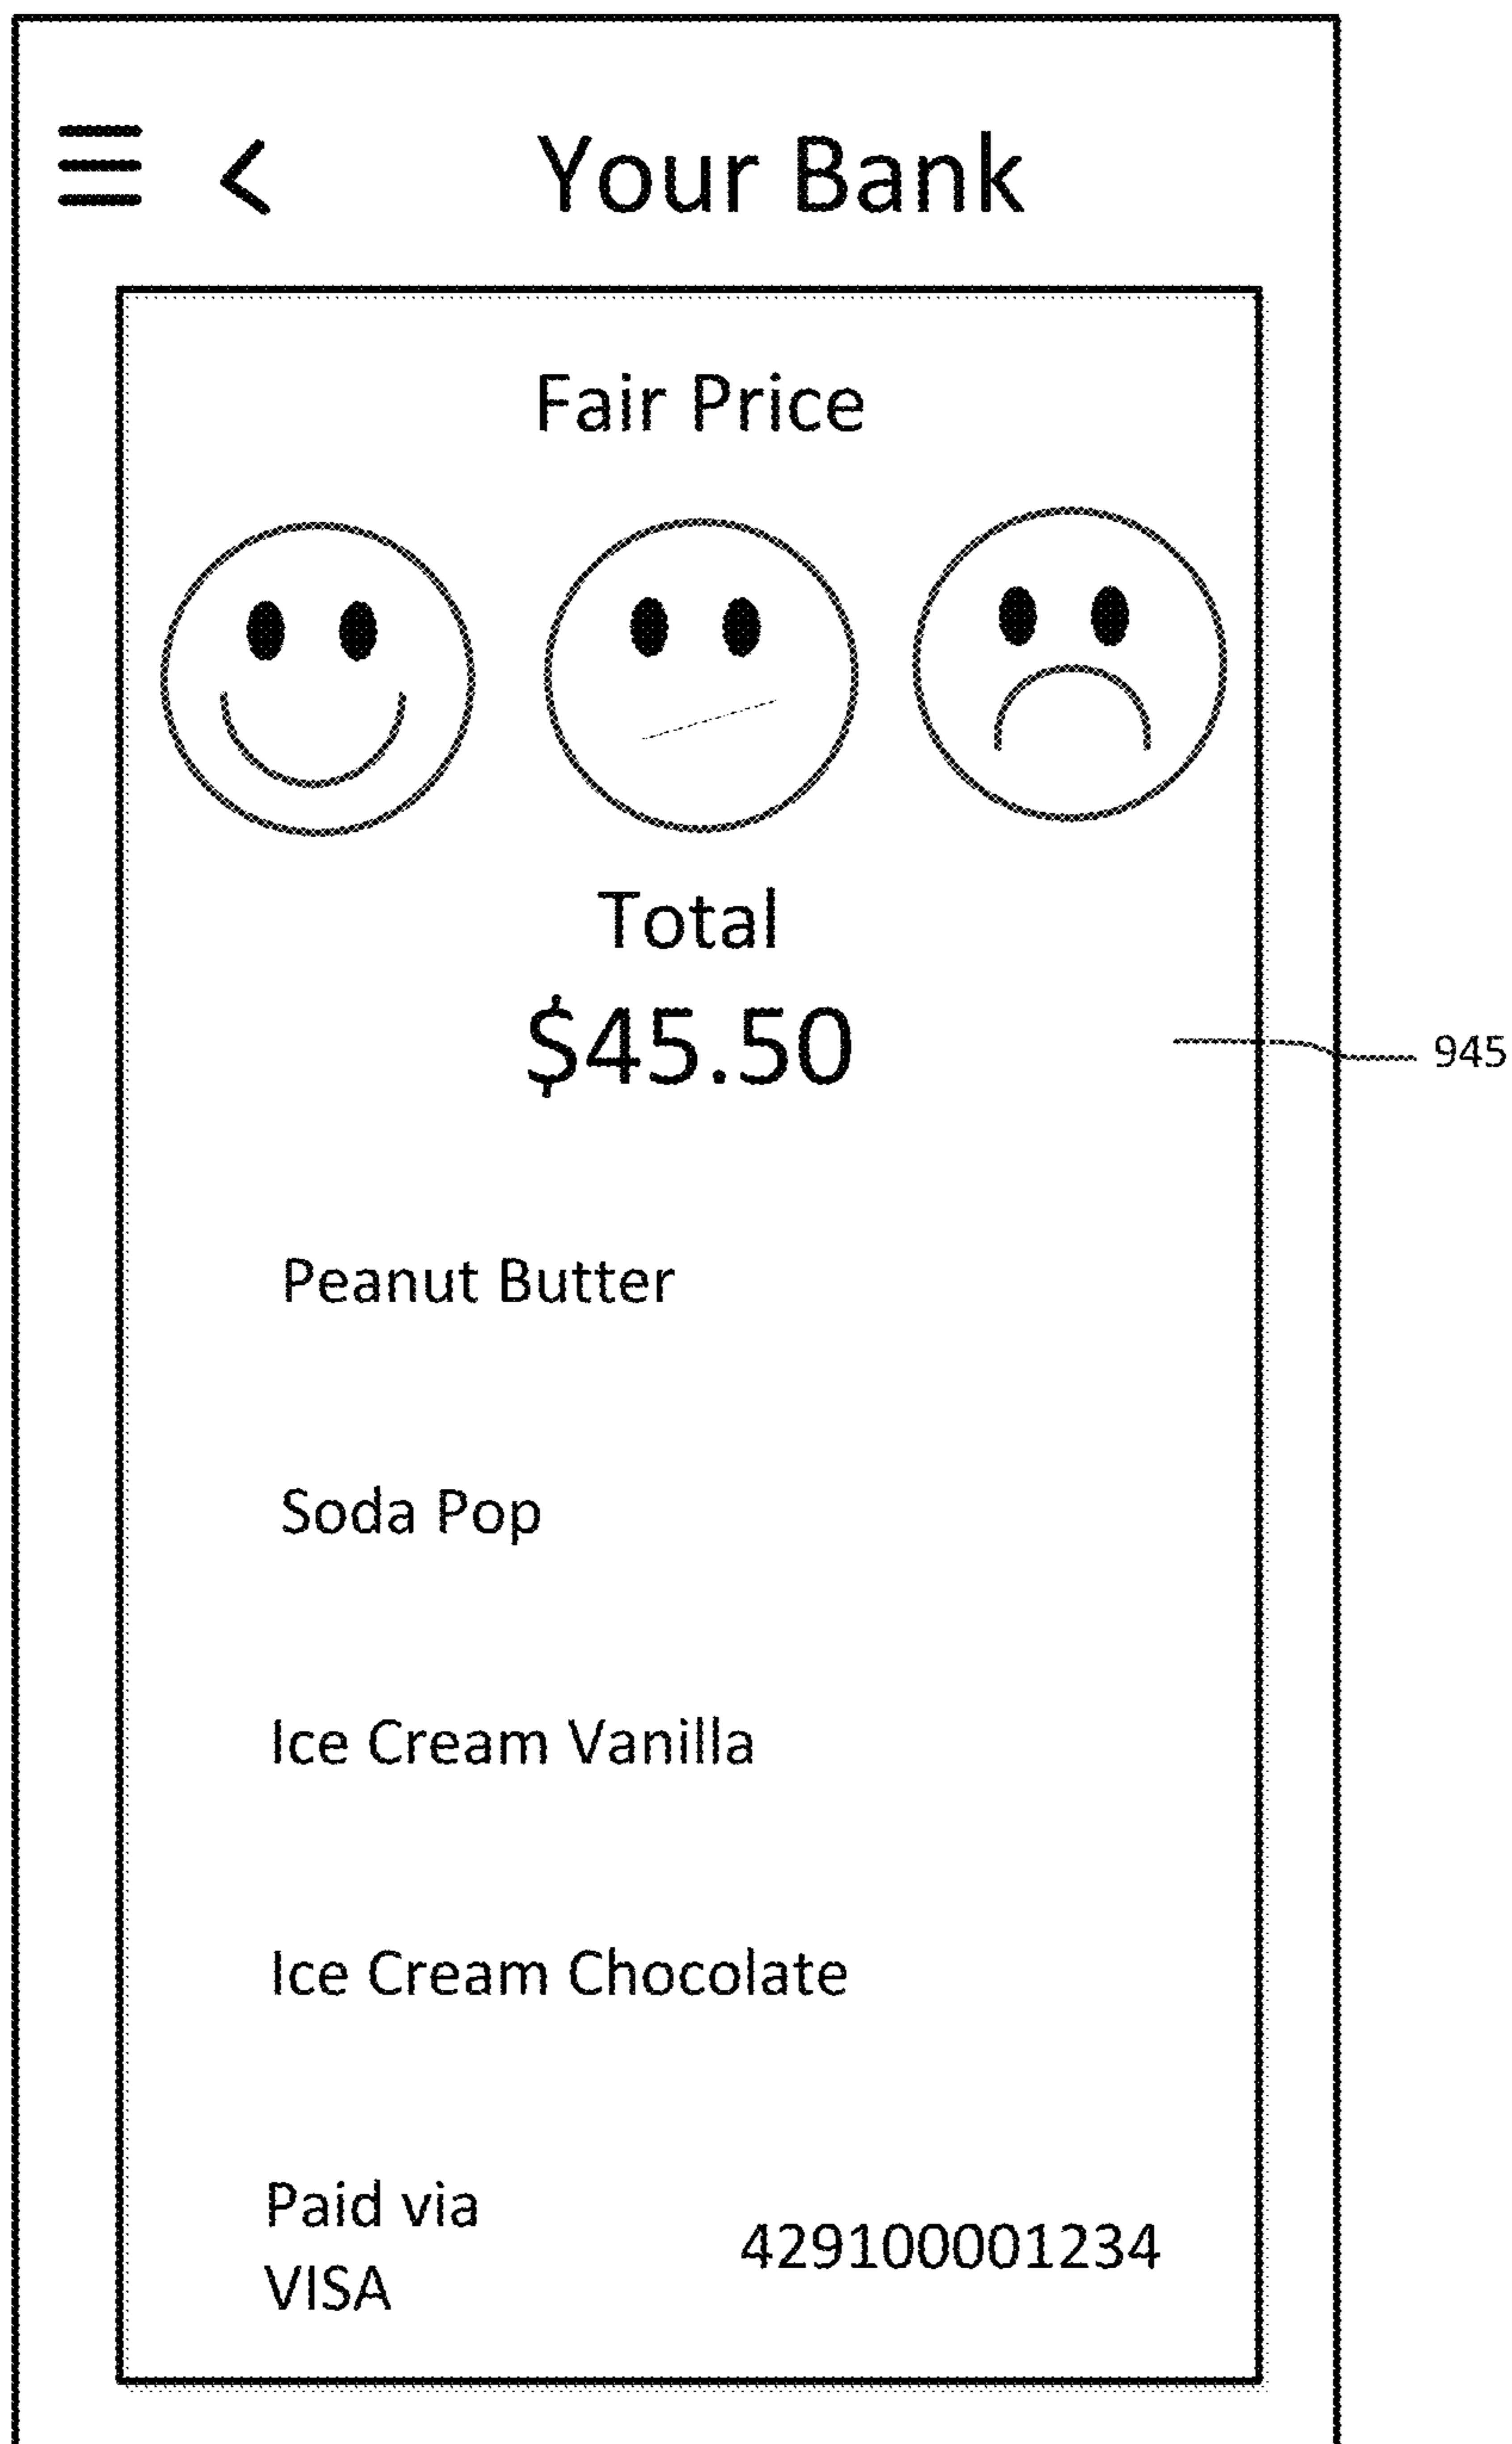 Your Bank
Fair Price
Total
$45.50
945
Peanut Butter
Soda Pop
Ice Cream Vanilla
Ice Cream Chocolate
Paid via
VISA
429100001234